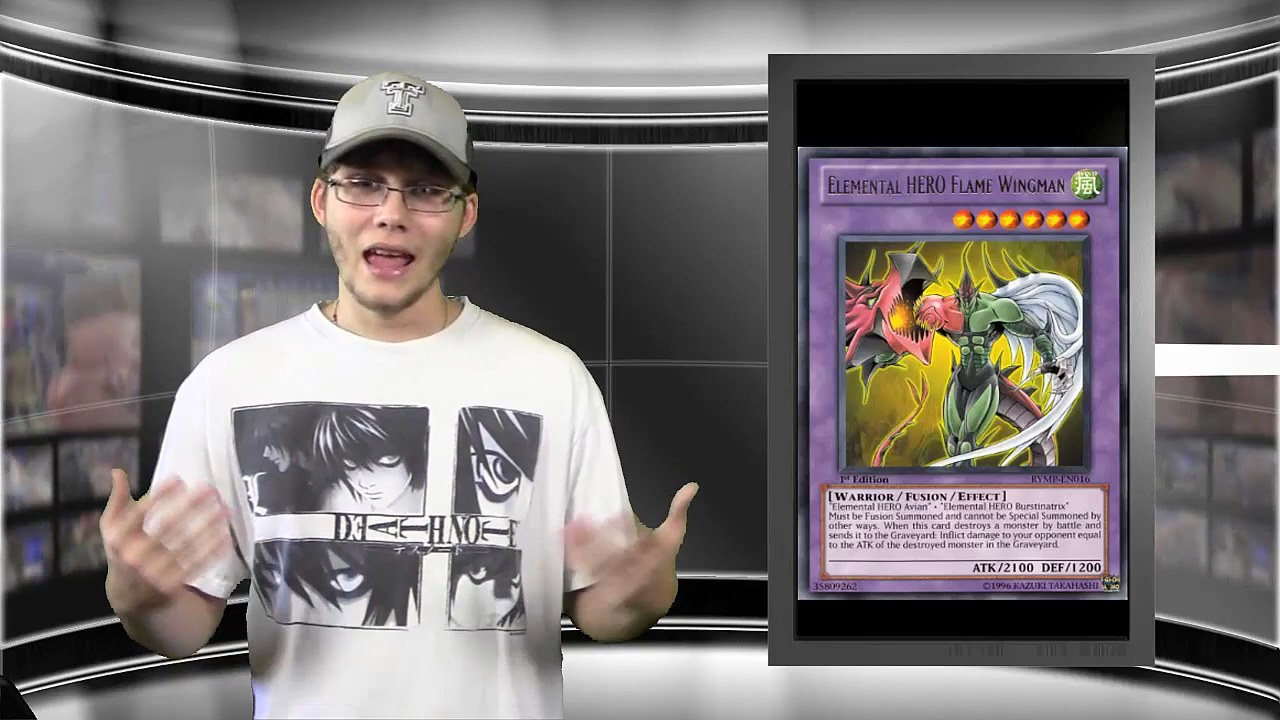 T
DEATH NOTE
デスノート
ELEMENTAL HERO FLAME WINGMAN
WIND
風
1st Edition
RYMP-EN016
[WARRIOR / FUSION / EFFECT]
"Elemental HERO Avian" + "Elemental HERO Burstinatrix"
Must be Fusion Summoned and cannot be Special Summoned by
other ways. When this card destroys a monster by battle and
sends it to the Graveyard: Inflict damage to your opponent equal
to the ATK of the destroyed monster in the Graveyard.
ATK/2100 DEF/1200
35809262
©1996 KAZUKI TAKAHASHI